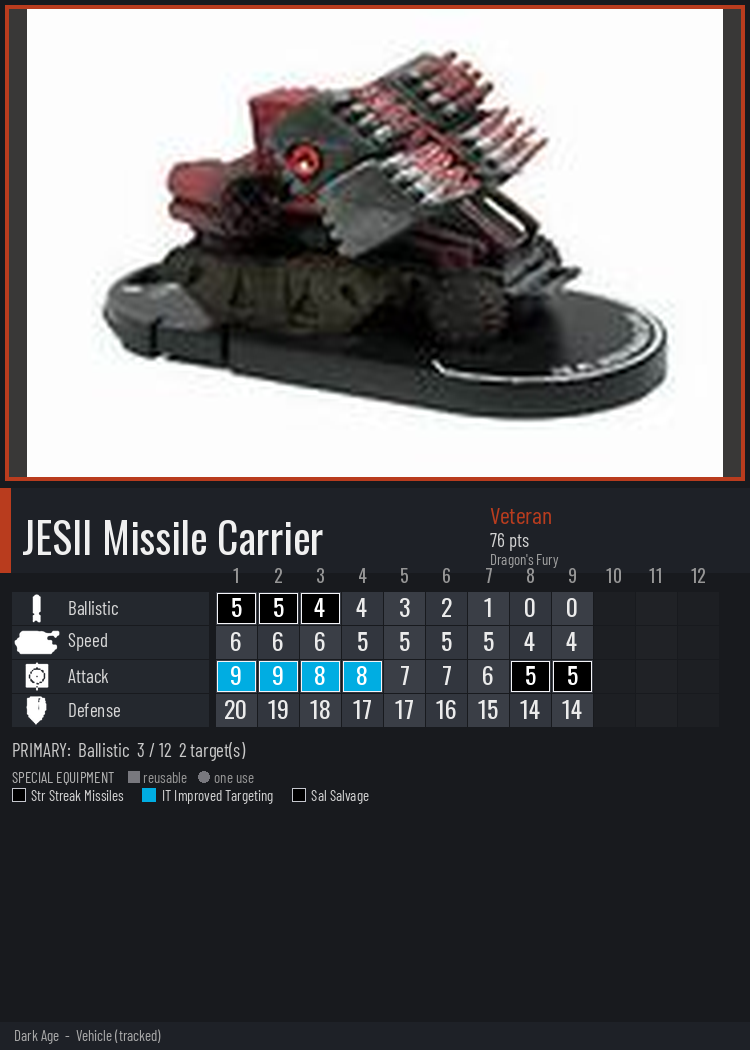 JESII Missile Carrier
Veteran
76 pts
Dragon's Fury
1 2 3 4 5 6 7 8 9 10 11 12
Ballistic 5 5 4 4 3 2 1 0 0
Speed 6 6 6 5 5 5 5 4 4
Attack 9 9 8 8 7 7 6 5 5
Defense 20 19 18 17 17 16 15 14 14
PRIMARY: Ballistic 3 / 12 2 target(s)
SPECIAL EQUIPMENT reusable one use
Str Streak Missiles IT Improved Targeting Sal Salvage
Dark Age - Vehicle (tracked)